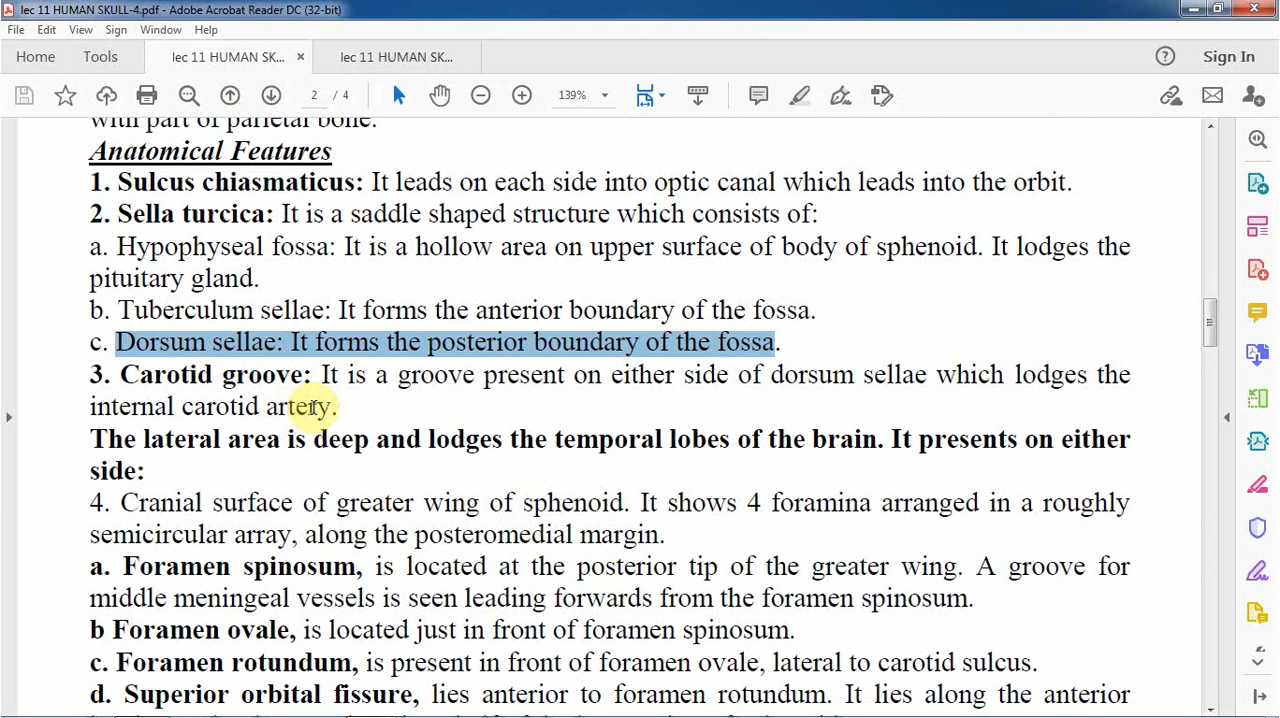 lec 11 HUMAN SKULL-4.pdf - Adobe Acrobat Reader DC (32-bit)
File Edit View Sign Window Help
Home Tools lec 11 HUMAN SK... × lec 11 HUMAN SK... Sign In
2 / 4 139%
with part of parietal bone.
Anatomical Features
1. Sulcus chiasmaticus: It leads on each side into optic canal which leads into the orbit.
2. Sella turcica: It is a saddle shaped structure which consists of:
a. Hypophyseal fossa: It is a hollow area on upper surface of body of sphenoid. It lodges the
pituitary gland.
b. Tuberculum sellae: It forms the anterior boundary of the fossa.
c. Dorsum sellae: It forms the posterior boundary of the fossa.
3. Carotid groove: It is a groove present on either side of dorsum sellae which lodges the
internal carotid artery.
The lateral area is deep and lodges the temporal lobes of the brain. It presents on either
side:
4. Cranial surface of greater wing of sphenoid. It shows 4 foramina arranged in a roughly
semicircular array, along the posteromedial margin.
a. Foramen spinosum, is located at the posterior tip of the greater wing. A groove for
middle meningeal vessels is seen leading forwards from the foramen spinosum.
b Foramen ovale, is located just in front of foramen spinosum.
c. Foramen rotundum, is present in front of foramen ovale, lateral to carotid sulcus.
d. Superior orbital fissure, lies anterior to foramen rotundum. It lies along the anterior